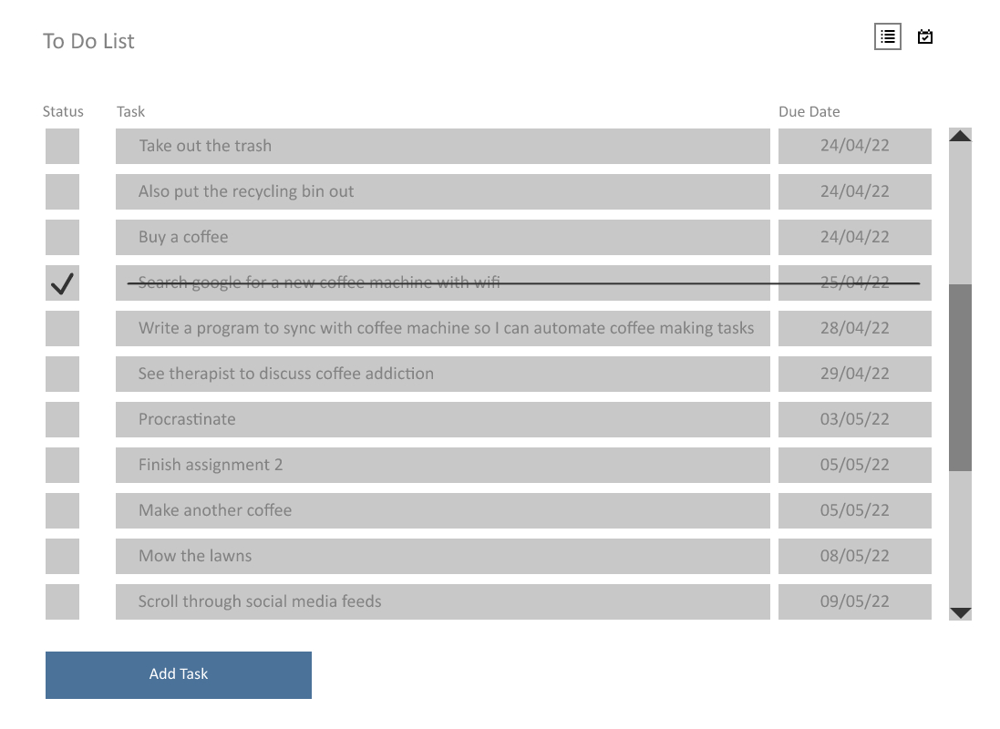 To Do List
Status Task Due Date
Take out the trash 24/04/22
Also put the recycling bin out 24/04/22
Buy a coffee 24/04/22
Search google for a new coffee machine with wifi 25/04/22
Write a program to sync with coffee machine so I can automate coffee making tasks 28/04/22
See therapist to discuss coffee addiction 29/04/22
Procrastinate 03/05/22
Finish assignment 2 05/05/22
Make another coffee 05/05/22
Mow the lawns 08/05/22
Scroll through social media feeds 09/05/22
Add Task